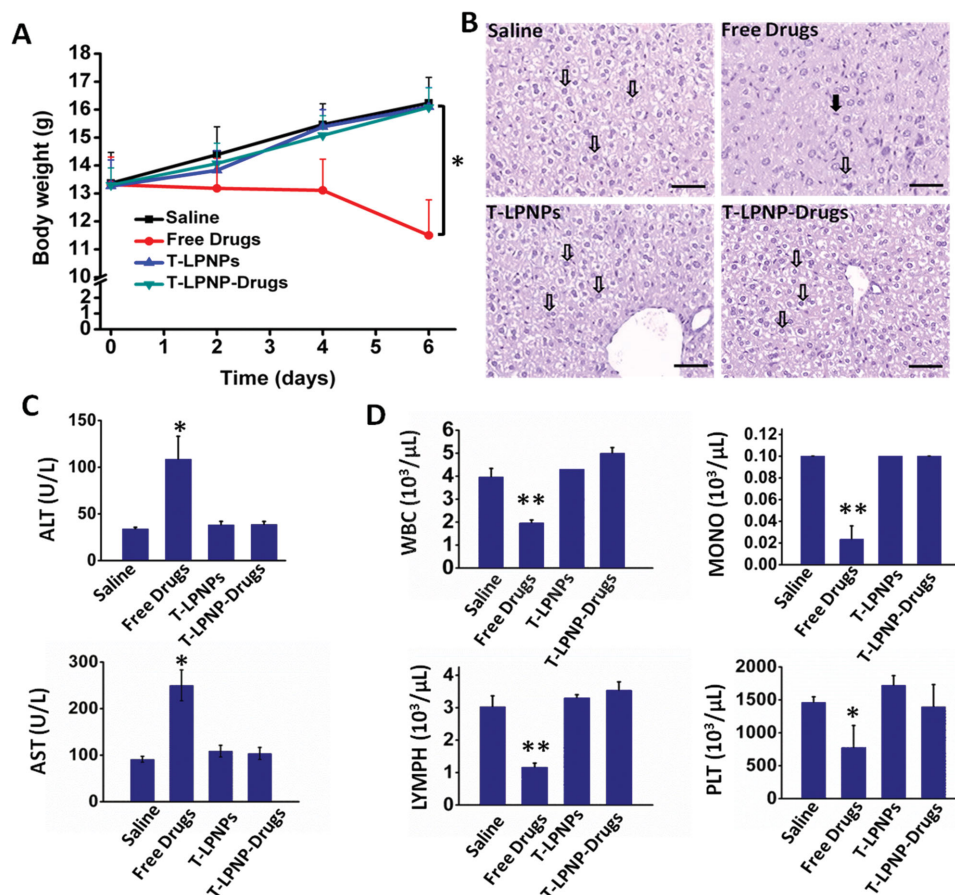 A
Body weight (g)
18
17
16
15
14
13
12
11
10
2
1
0
*
Saline
Free Drugs
T-LPNPs
T-LPNP-Drugs
0
2
4
6
Time (days)
B
Saline
Free Drugs
T-LPNPs
T-LPNP-Drugs
C
ALT (U/L)
150
100
50
0
*
Saline
Free Drugs
T-LPNPs
T-LPNP-Drugs
AST (U/L)
300
200
100
0
*
Saline
Free Drugs
T-LPNPs
T-LPNP-Drugs
D
WBC (10³/µL)
6
5
4
3
2
1
0
**
Saline
Free Drugs
T-LPNPs
T-LPNP-Drugs
MONO (10³/µL)
0.12
0.10
0.08
0.06
0.04
0.02
0.00
**
Saline
Free Drugs
T-LPNPs
T-LPNP-Drugs
LYMPH (10³/µL)
4
3
2
1
0
**
Saline
Free Drugs
T-LPNPs
T-LPNP-Drugs
PLT (10³/µL)
2000
1500
1000
500
0
*
Saline
Free Drugs
T-LPNPs
T-LPNP-Drugs